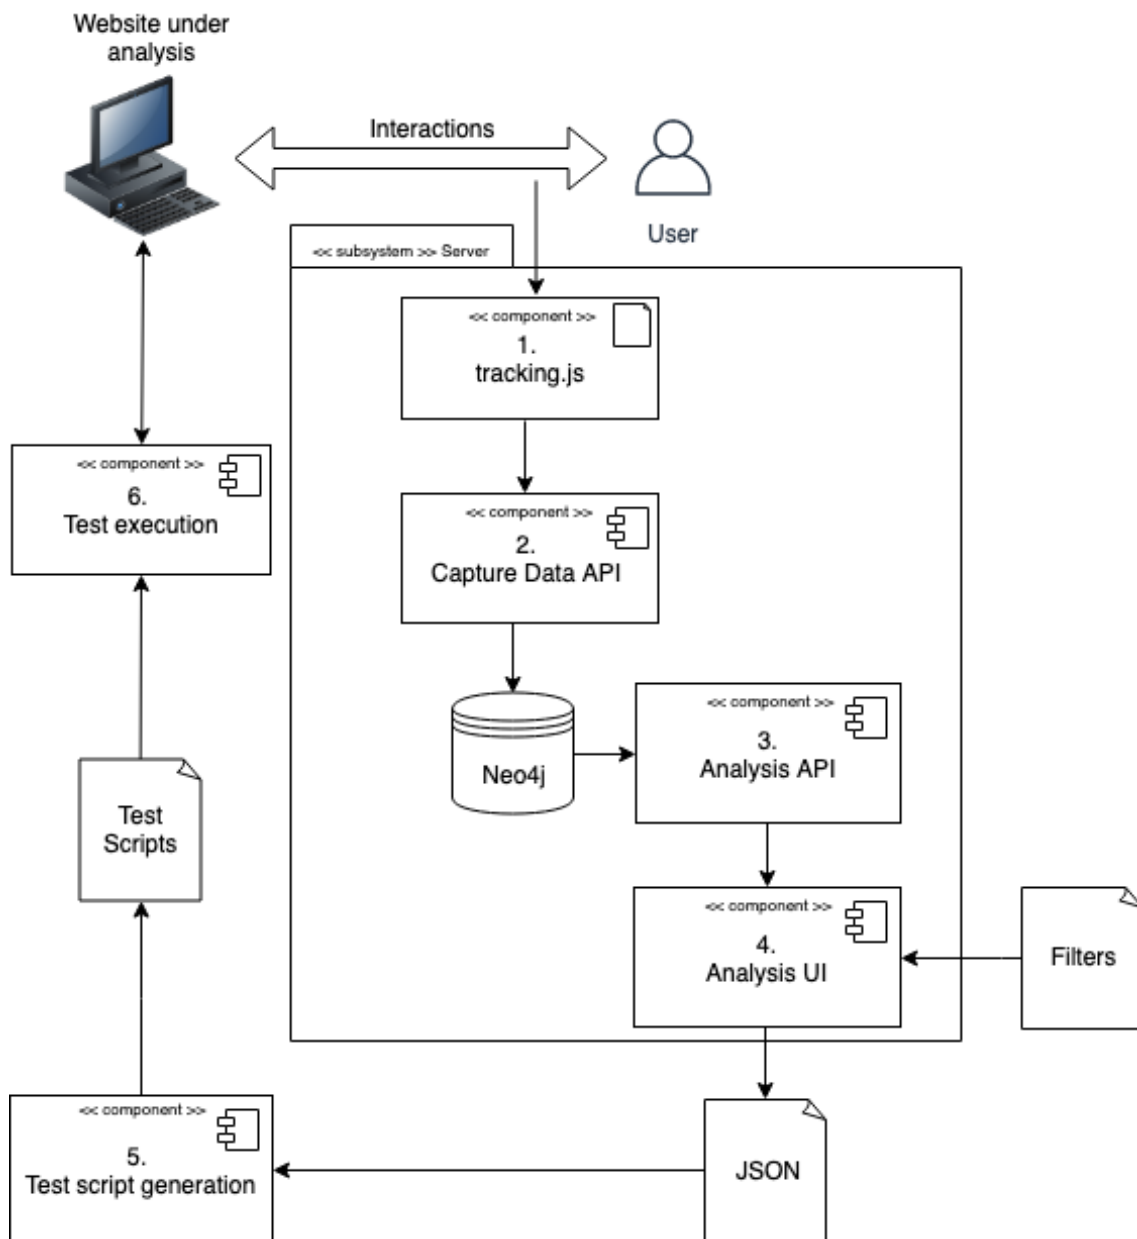 Website under
analysis
Interactions
User
<< subsystem >> Server
<< component >>
1.
tracking.js
<< component >>
2.
Capture Data API
<< component >>
6.
Test execution
Neo4j
<< component >>
3.
Analysis API
Test
Scripts
<< component >>
4.
Analysis UI
Filters
<< component >>
5.
Test script generation
JSON